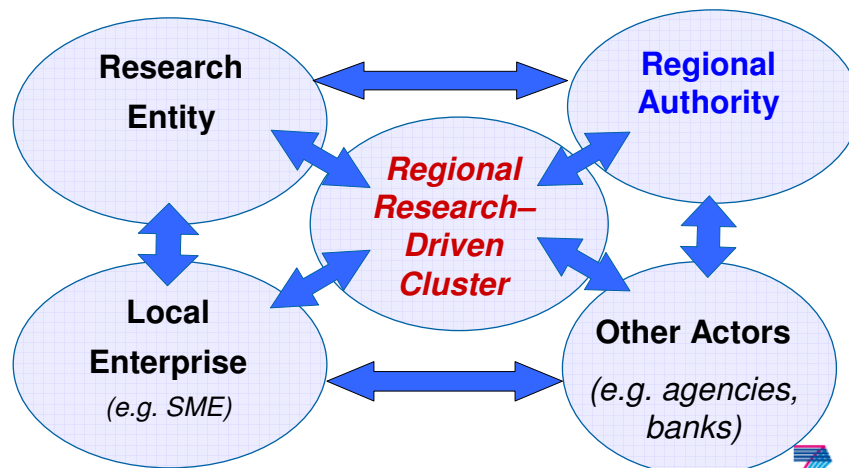 Research
Entity
Regional
Authority
Regional
Research–
Driven
Cluster
Local
Enterprise
(e.g. SME)
Other Actors
(e.g. agencies,
banks)